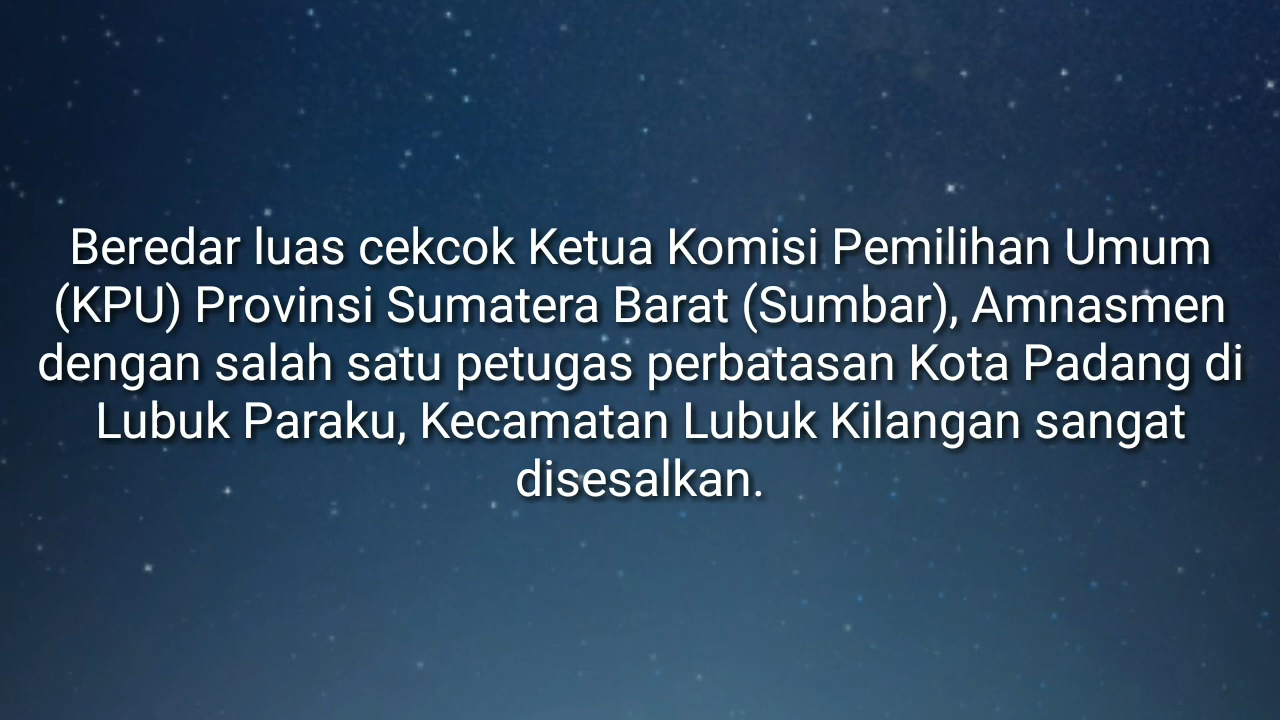 Beredar luas cekcok Ketua Komisi Pemilihan Umum
(KPU) Provinsi Sumatera Barat (Sumbar), Amnasmen
dengan salah satu petugas perbatasan Kota Padang di
Lubuk Paraku, Kecamatan Lubuk Kilangan sangat
disesalkan.